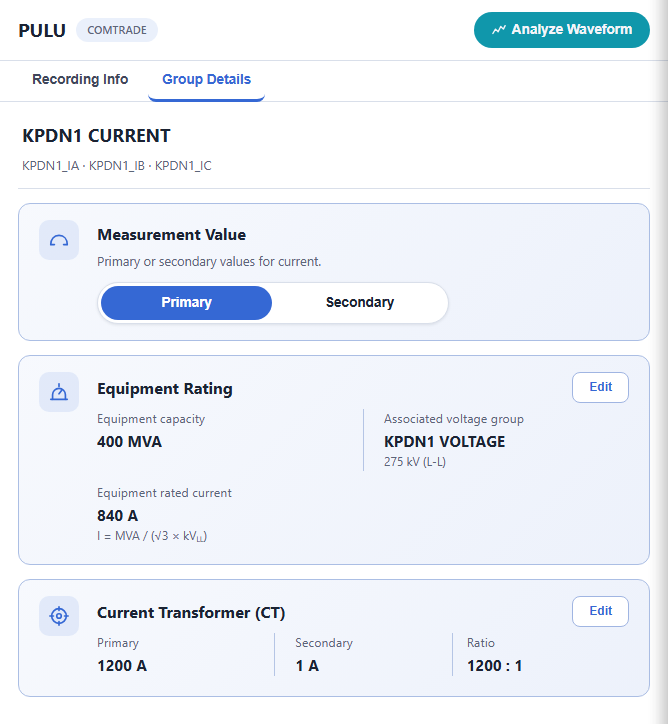 PULU COMTRADE Analyze Waveform
Recording Info Group Details
KPDN1 CURRENT
KPDN1_IA · KPDN1_IB · KPDN1_IC
Measurement Value
Primary or secondary values for current.
Primary Secondary
Equipment Rating Edit
Equipment capacity
400 MVA
Associated voltage group
KPDN1 VOLTAGE
275 kV (L-L)
Equipment rated current
840 A
I = MVA / (√3 × kV_LL)
Current Transformer (CT) Edit
Primary
1200 A
Secondary
1 A
Ratio
1200 : 1